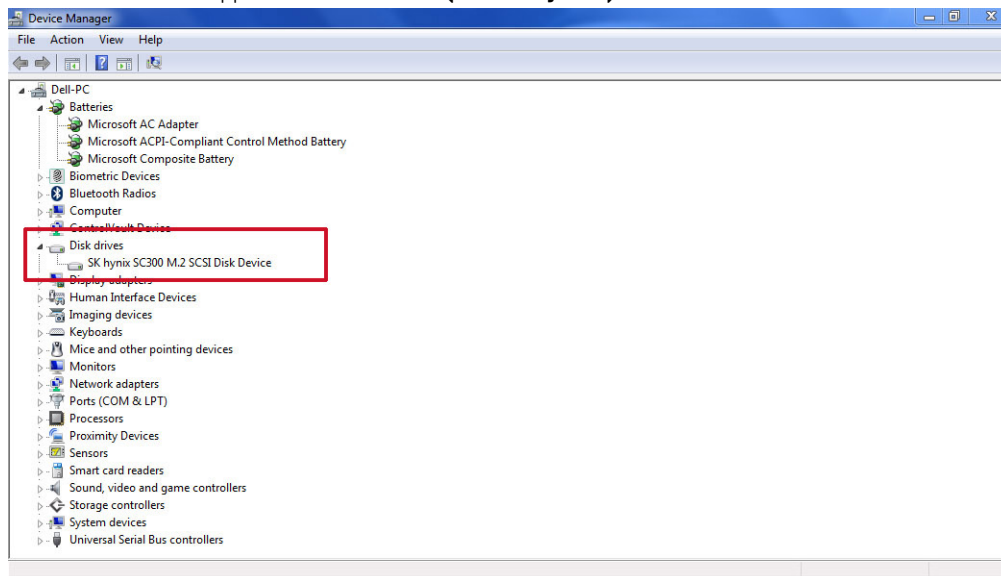 Device Manager
File Action View Help
Dell-PC
Batteries
Microsoft AC Adapter
Microsoft ACPI-Compliant Control Method Battery
Microsoft Composite Battery
Biometric Devices
Bluetooth Radios
Computer
ControlVault Device
Disk drives
SK hynix SC300 M.2 SCSI Disk Device
Display adapters
Human Interface Devices
Imaging devices
Keyboards
Mice and other pointing devices
Monitors
Network adapters
Ports (COM & LPT)
Processors
Proximity Devices
Sensors
Smart card readers
Sound, video and game controllers
Storage controllers
System devices
Universal Serial Bus controllers